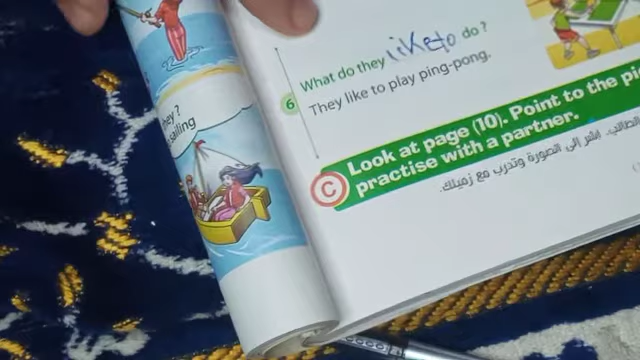 hey ?
sailing
6
What do they like to do ?
They like to play ping-pong.
C
Look at page (10). Point to the pi
practise with a partner.
الطالب. أشر إلى الصورة وتدرب مع زميلك.